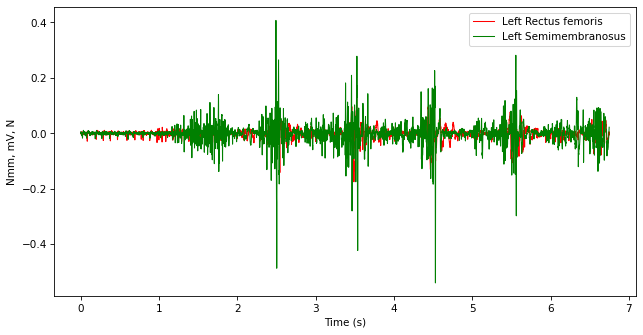 Left Rectus femoris
Left Semimembranosus
0.4
0.2
0.0
−0.2
−0.4
Nmm, mV, N
0 1 2 3 4 5 6 7
Time (s)